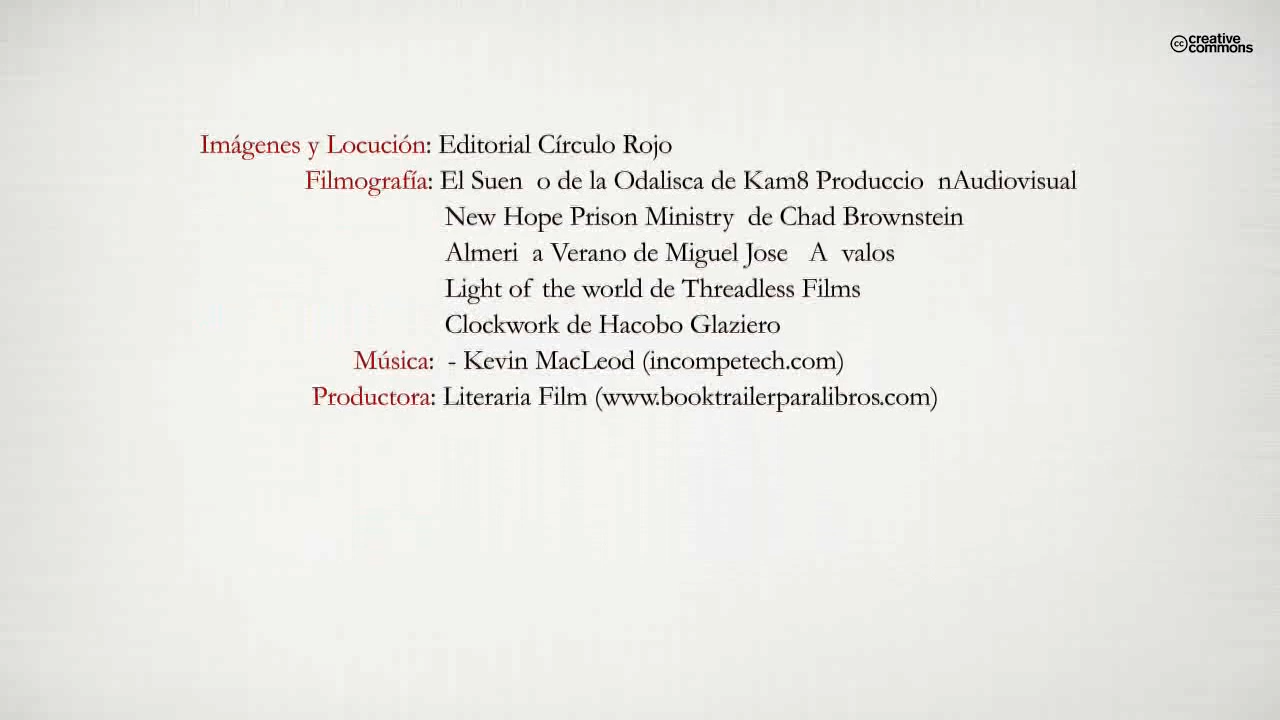 cc creative
commons
Imágenes y Locución: Editorial Círculo Rojo
Filmografía: El Suen o de la Odalisca de Kam8 Produccio nAudiovisual
New Hope Prison Ministry de Chad Brownstein
Almeri a Verano de Miguel Jose A valos
Light of the world de Threadless Films
Clockwork de Hacobo Glaziero
Música: - Kevin MacLeod (incompetech.com)
Productora: Literaria Film (www.booktrailerparalibros.com)